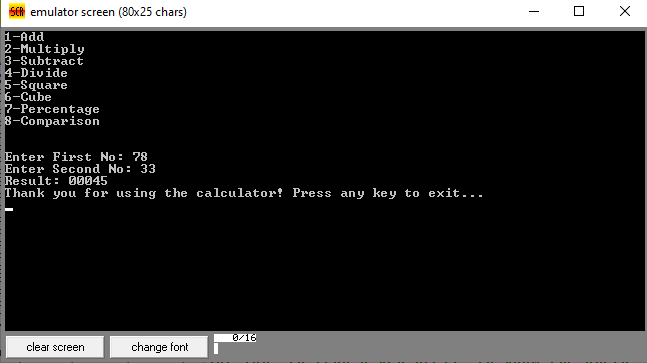 SCR
emulator screen (80x25 chars)
1-Add
2-Multiply
3-Subtract
4-Divide
5-Square
6-Cube
7-Percentage
8-Comparison
Enter First No: 78
Enter Second No: 33
Result: 00045
Thank you for using the calculator! Press any key to exit...
clear screen
change font
0/16